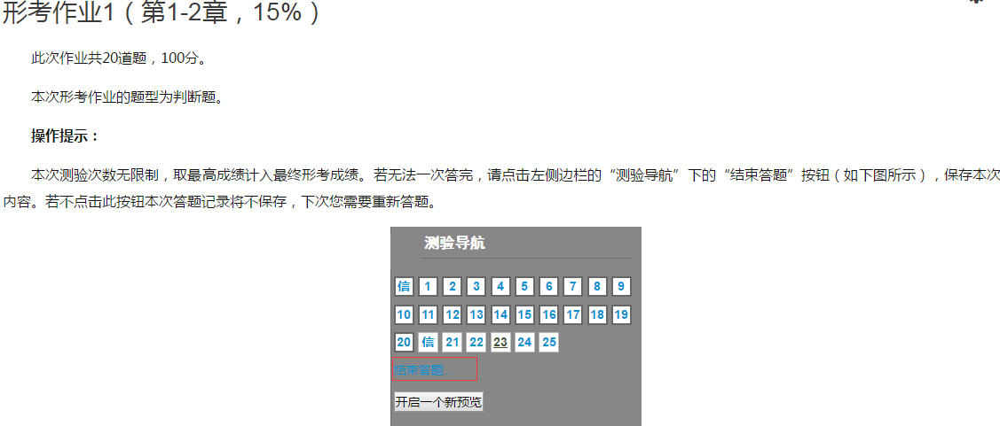 形考作业1（第1-2章，15%）
此次作业共20道题，100分。
本次形考作业的题型为判断题。
操作提示：
本次测验次数无限制，取最高成绩计入最终形考成绩。若无法一次答完，请点击左侧边栏的“测验导航”下的“结束答题”按钮（如下图所示），保存本次
内容。若不点击此按钮本次答题记录将不保存，下次您需要重新答题。
测验导航
信 1 2 3 4 5 6 7 8 9
10 11 12 13 14 15 16 17 18 19
20 信 21 22 23 24 25
结束答题...
开启一个新预览